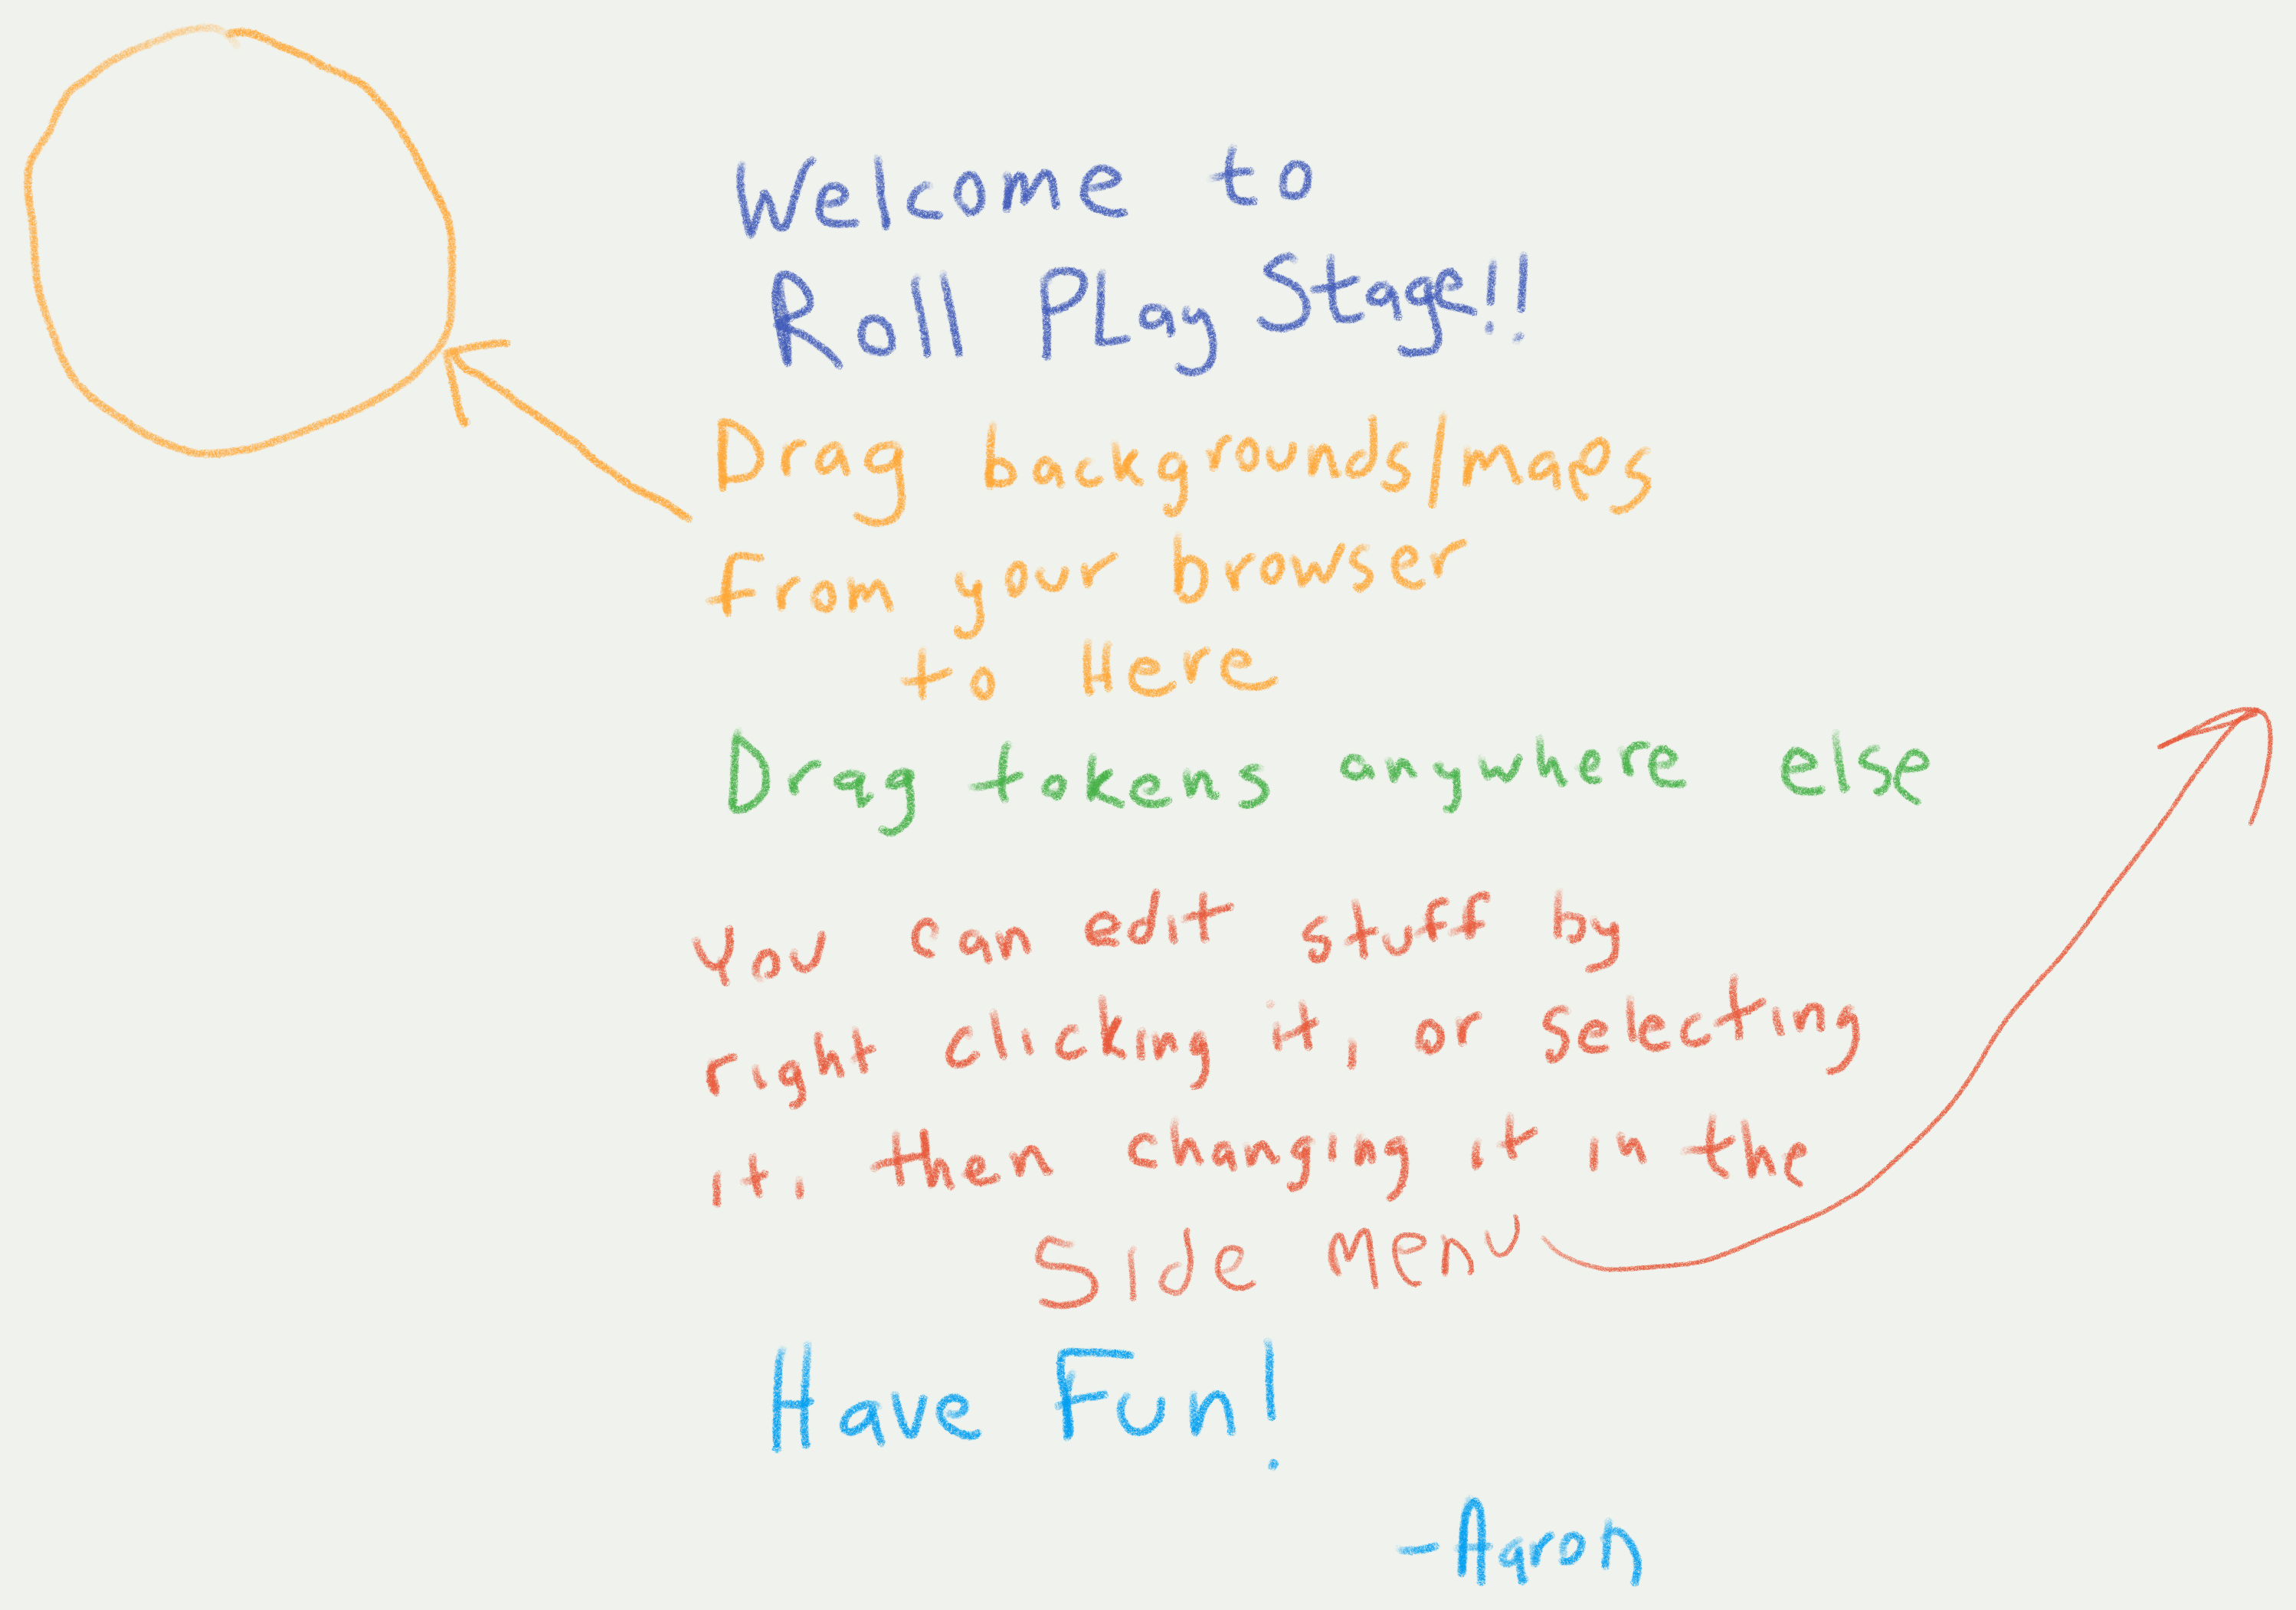 Welcome to
Roll PLay Stage!!
Drag backgrounds/maps
from your browser
to Here
Drag tokens anywhere else
You can edit stuff by
right clicking it, or selecting
it, then changing it in the
Side Menu
Have Fun!
-Aaron